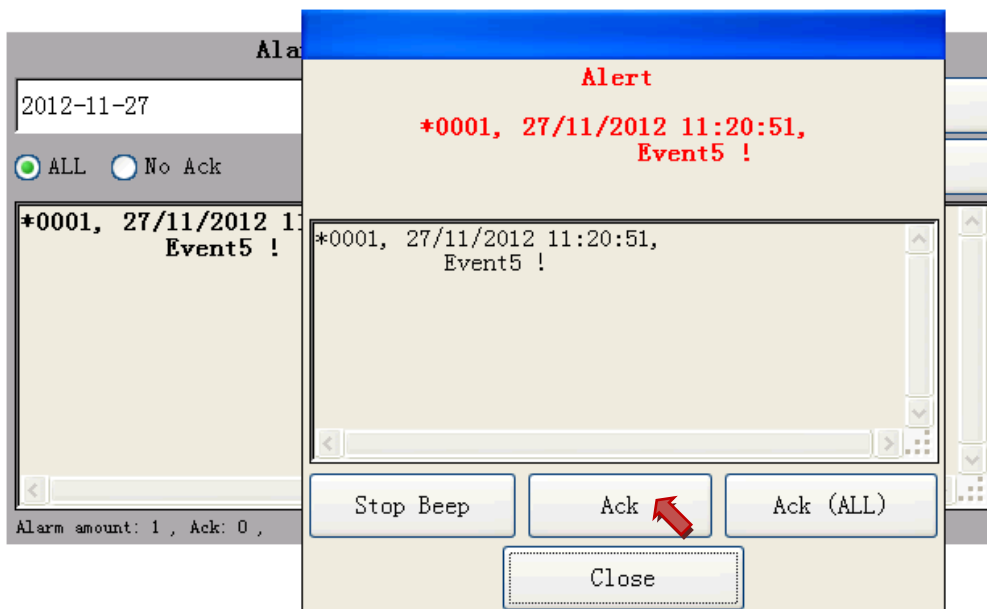 Ala
2012-11-27
ALL No Ack
*0001, 27/11/2012 11
Event5 !
Alarm amount: 1 , Ack: 0 ,
Alert
*0001, 27/11/2012 11:20:51,
Event5 !
*0001, 27/11/2012 11:20:51,
Event5 !
Stop Beep Ack Ack (ALL)
Close